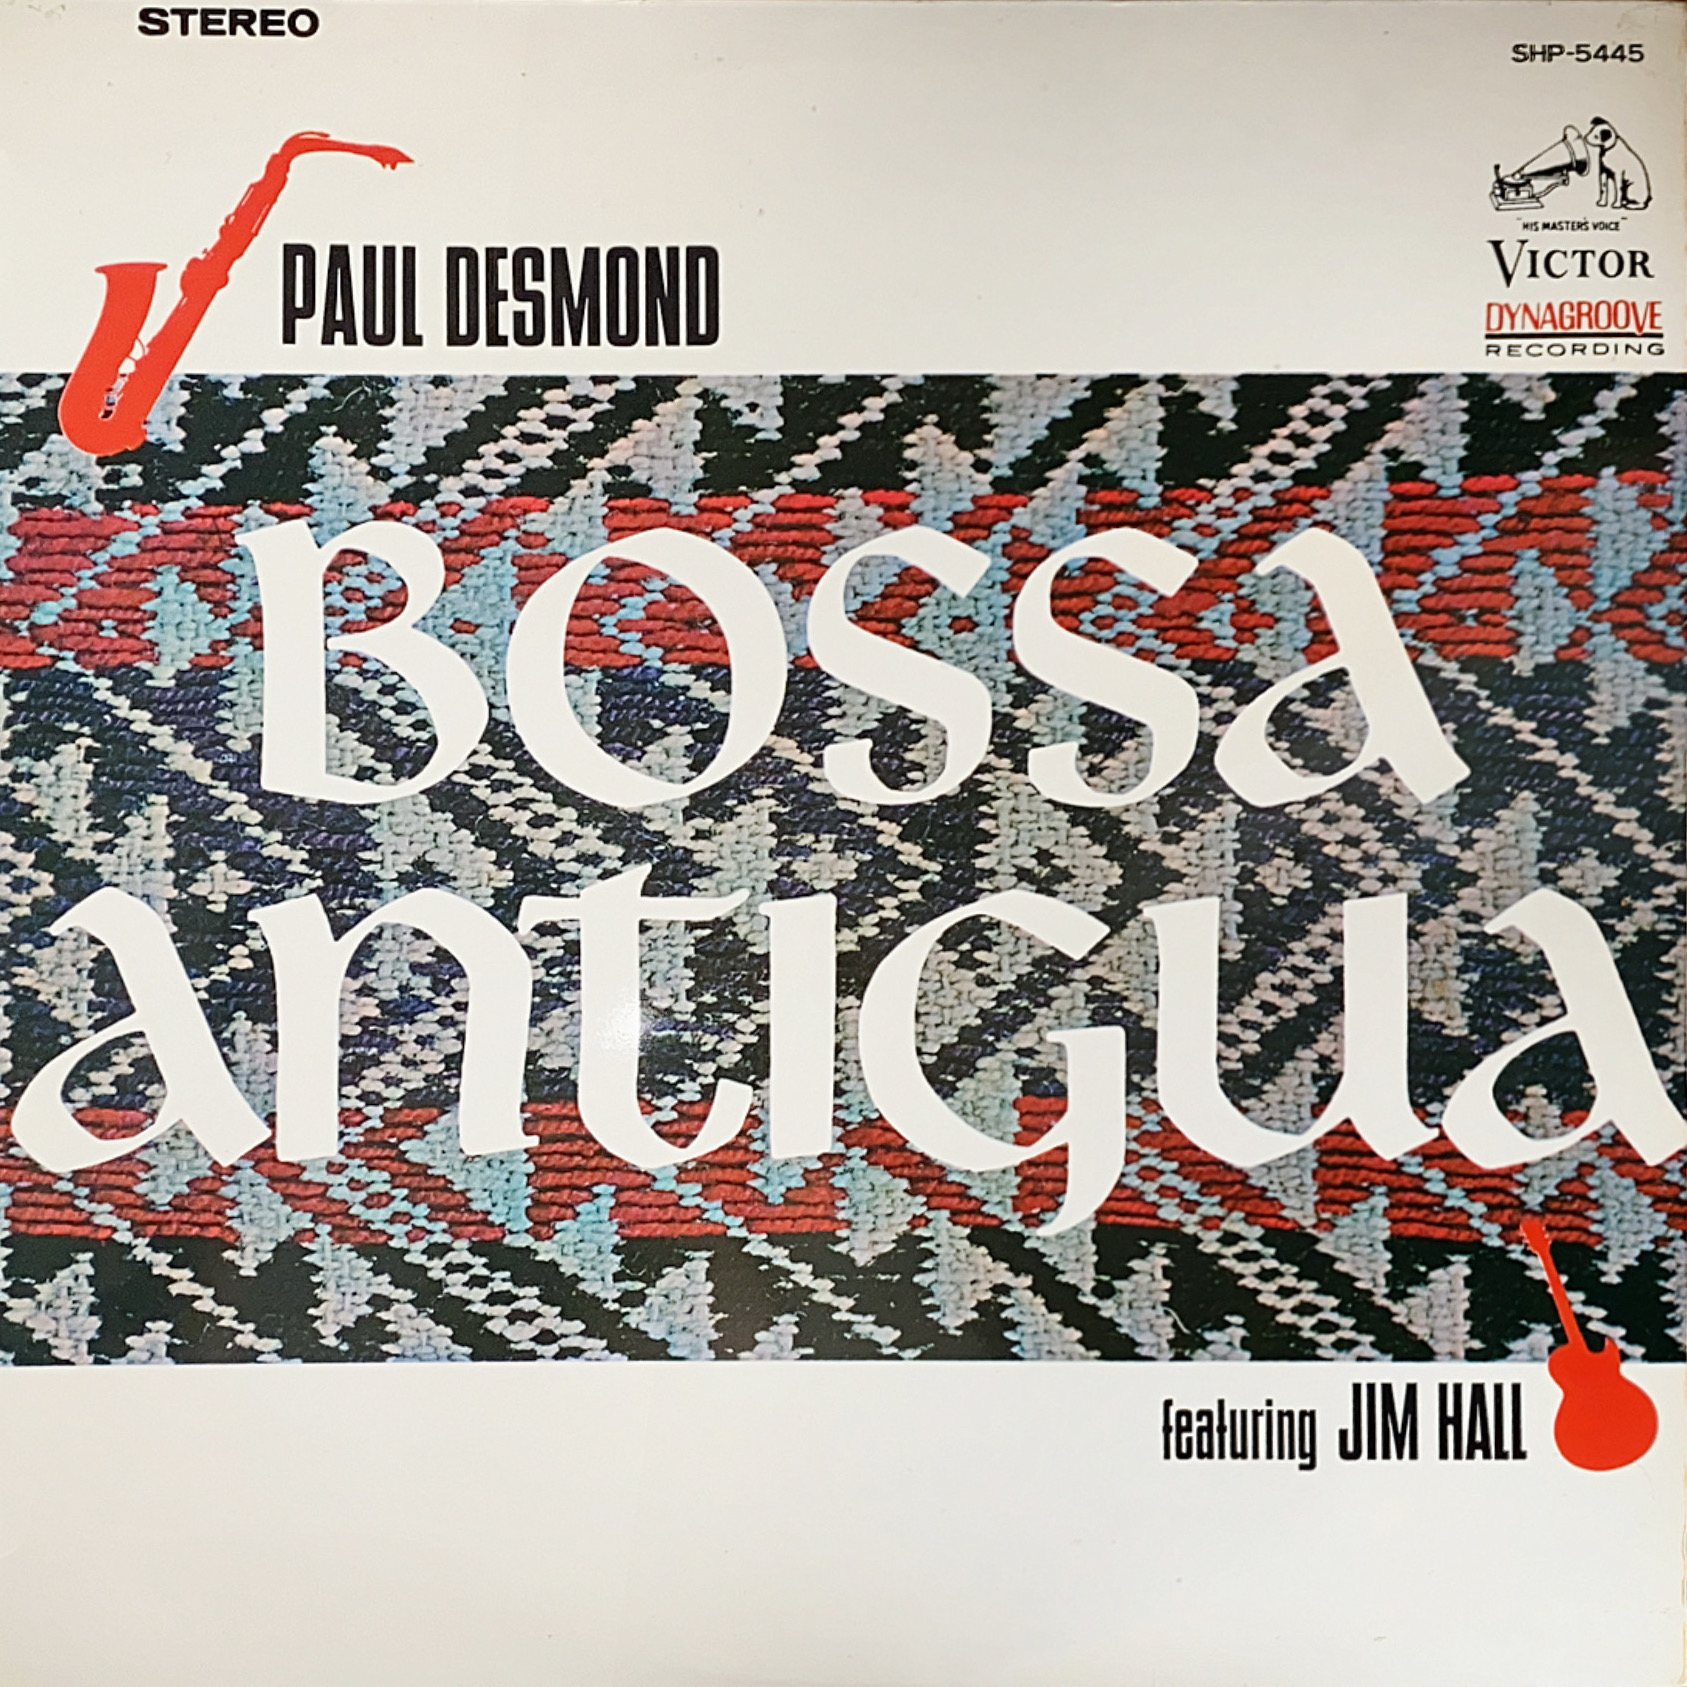 STEREO
SHP-5445
"HIS MASTER'S VOICE"
VICTOR
DYNAGROOVE
RECORDING
PAUL DESMOND
BOSSA
ANTIGUA
featuring JIM HALL